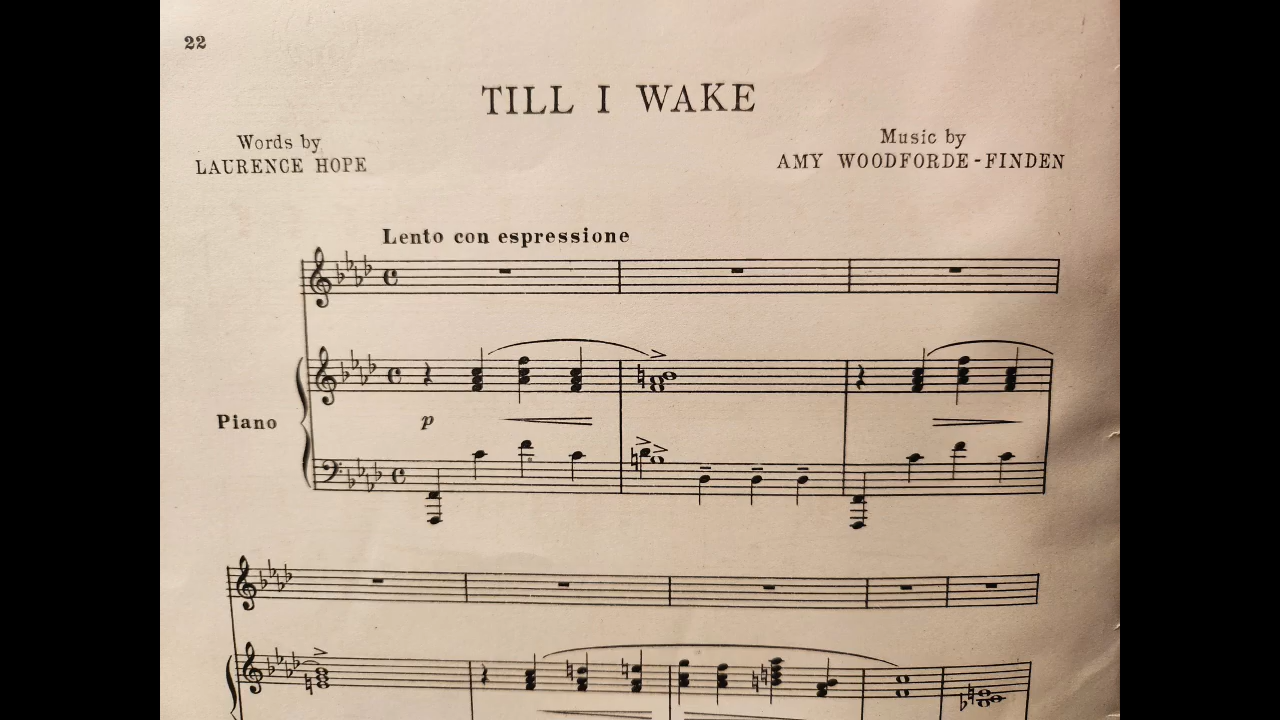 22
TILL I WAKE
Words by
LAURENCE HOPE
Music by
AMY WOODFORDE-FINDEN
Lento con espressione
Piano
p